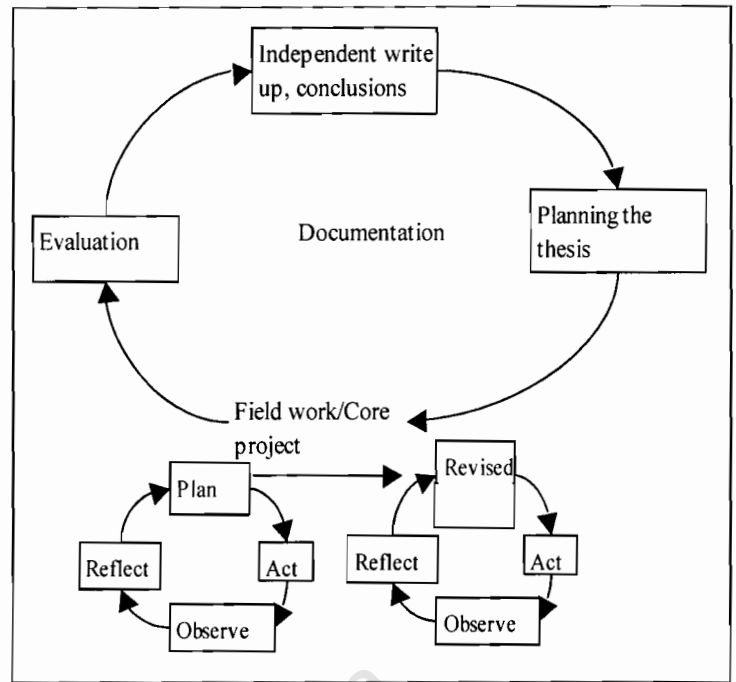 Independent write
up, conclusions
Planning the
thesis
Evaluation
Documentation
Field work/Core
project
Plan
Revised
Reflect
Act
Reflect
Act
Observe
Observe